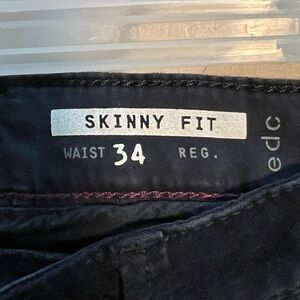 SKINNY FIT
WAIST 34 REG.
edc